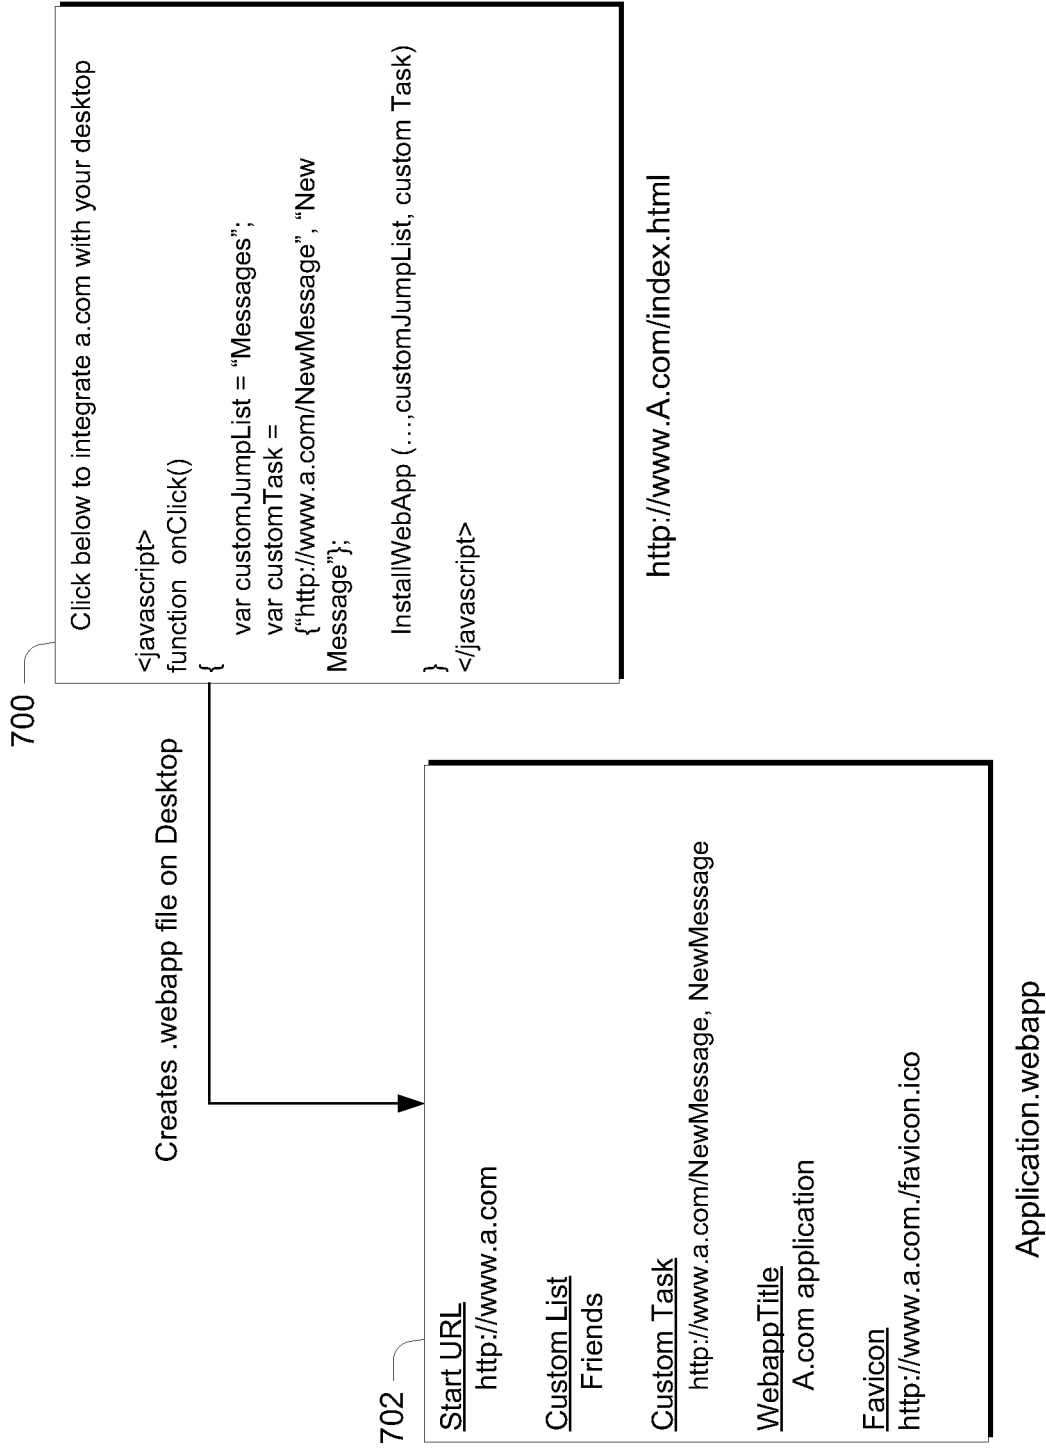 700
Click below to integrate a.com with your desktop
<javascript>
function onClick()
{
var customJumpList = “Messages”;
var customTask =
{“http://www.a.com/NewMessage”, “New
Message”};
InstallWebApp (…,customJumpList, custom Task)
}
</javascript>
http://www.A.com/index.html
Creates .webapp file on Desktop
702
Start URL
http://www.a.com
Custom List
Friends
Custom Task
http://www.a.com/NewMessage, NewMessage
WebappTitle
A.com application
Favicon
http://www.a.com./favicon.ico
Application.webapp